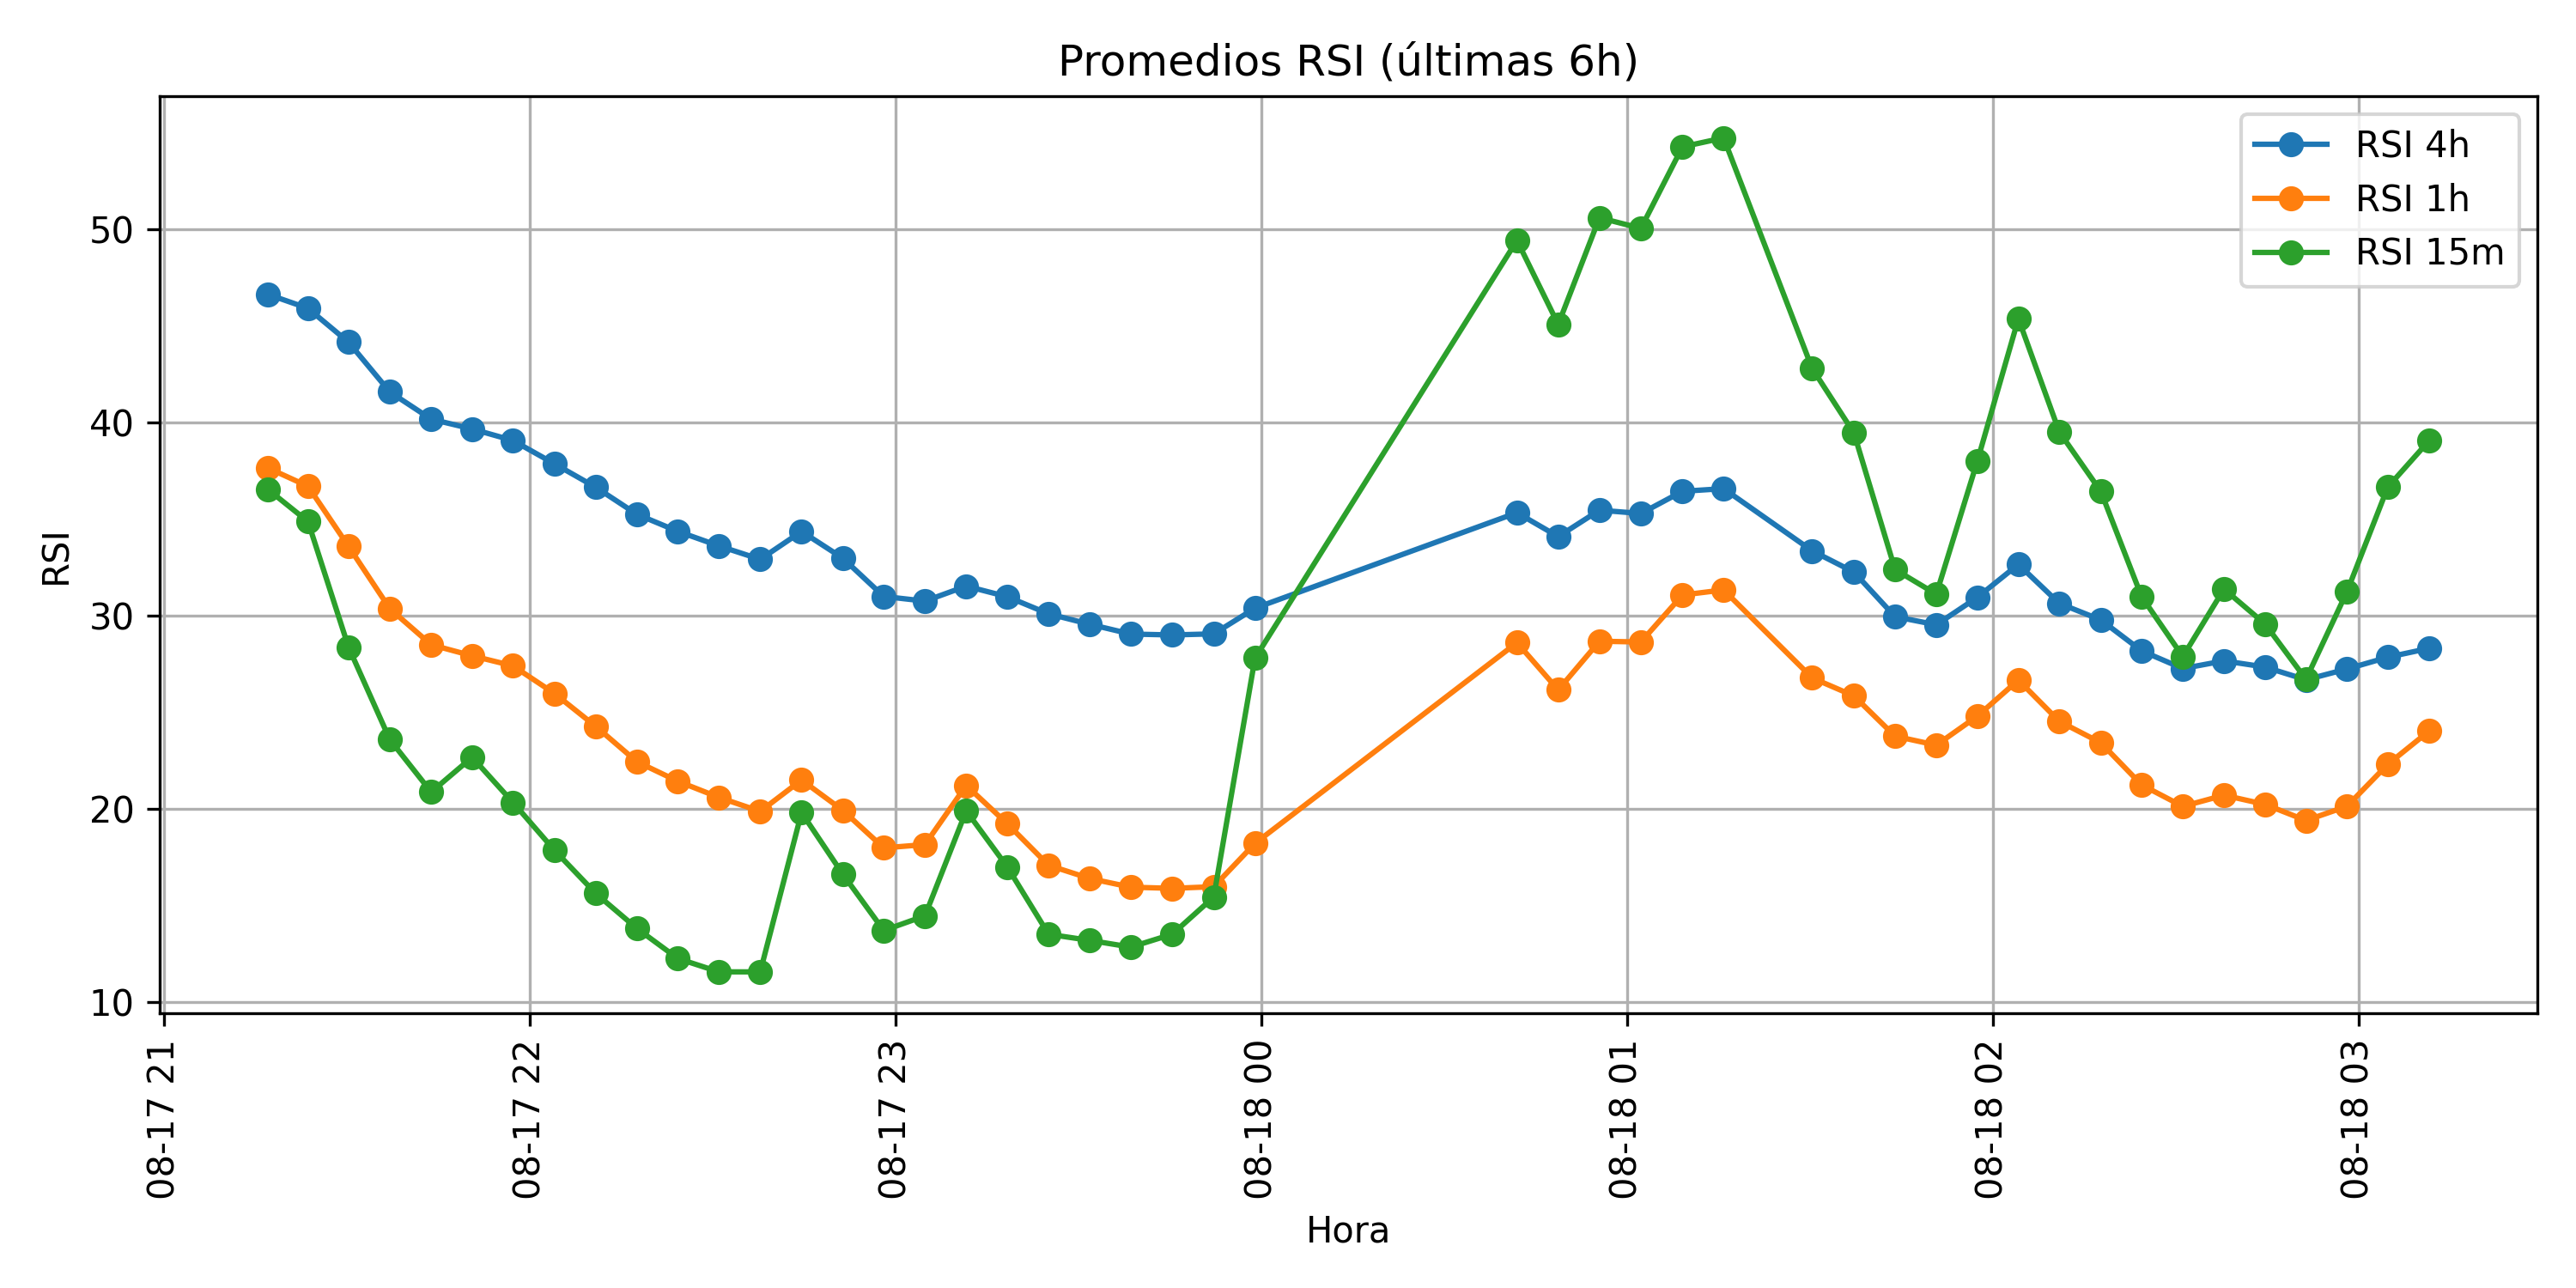 Promedios RSI (últimas 6h)
RSI 4h
RSI 1h
RSI 15m
RSI
50
40
30
20
10
08-17 21
08-17 22
08-17 23
08-18 00
08-18 01
08-18 02
08-18 03
Hora